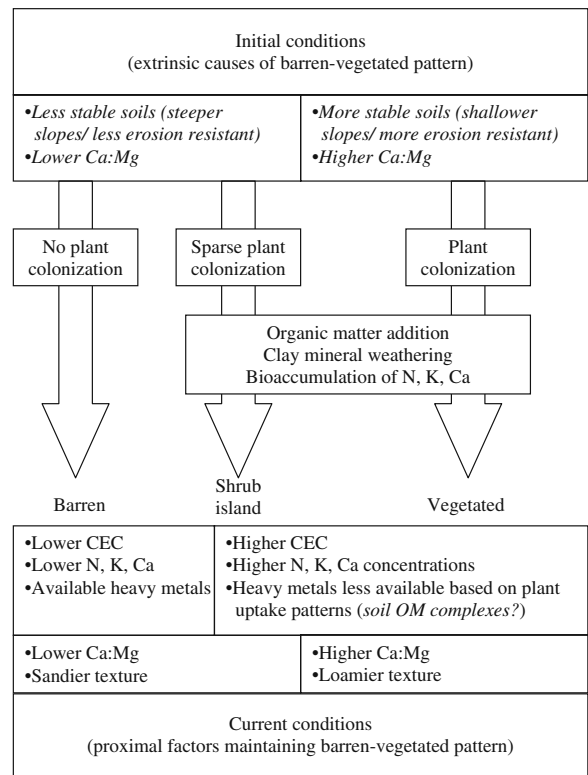 Initial conditions
(extrinsic causes of barren-vegetated pattern)
•Less stable soils (steeper
slopes/ less erosion resistant)
•Lower Ca:Mg
•More stable soils (shallower
slopes/ more erosion resistant)
•Higher Ca:Mg
No plant
colonization
Sparse plant
colonization
Plant
colonization
Organic matter addition
Clay mineral weathering
Bioaccumulation of N, K, Ca
Barren
Shrub
island
Vegetated
•Lower CEC
•Lower N, K, Ca
•Available heavy metals
•Higher CEC
•Higher N, K, Ca concentrations
•Heavy metals less available based on plant
uptake patterns (soil OM complexes?)
•Lower Ca:Mg
•Sandier texture
•Higher Ca:Mg
•Loamier texture
Current conditions
(proximal factors maintaining barren-vegetated pattern)